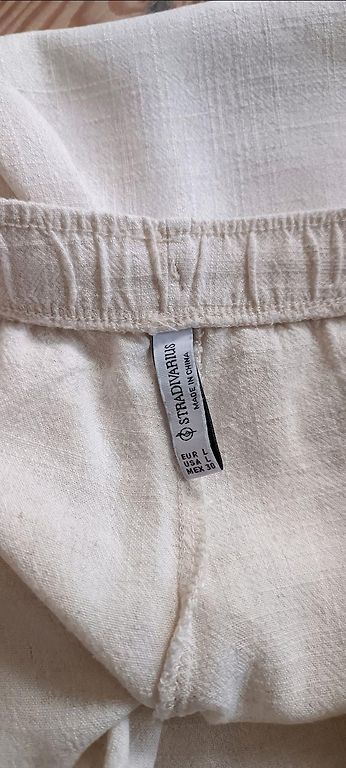 STRADIVARIUS
MADE IN CHINA
EUR L
USA L
MEX 30